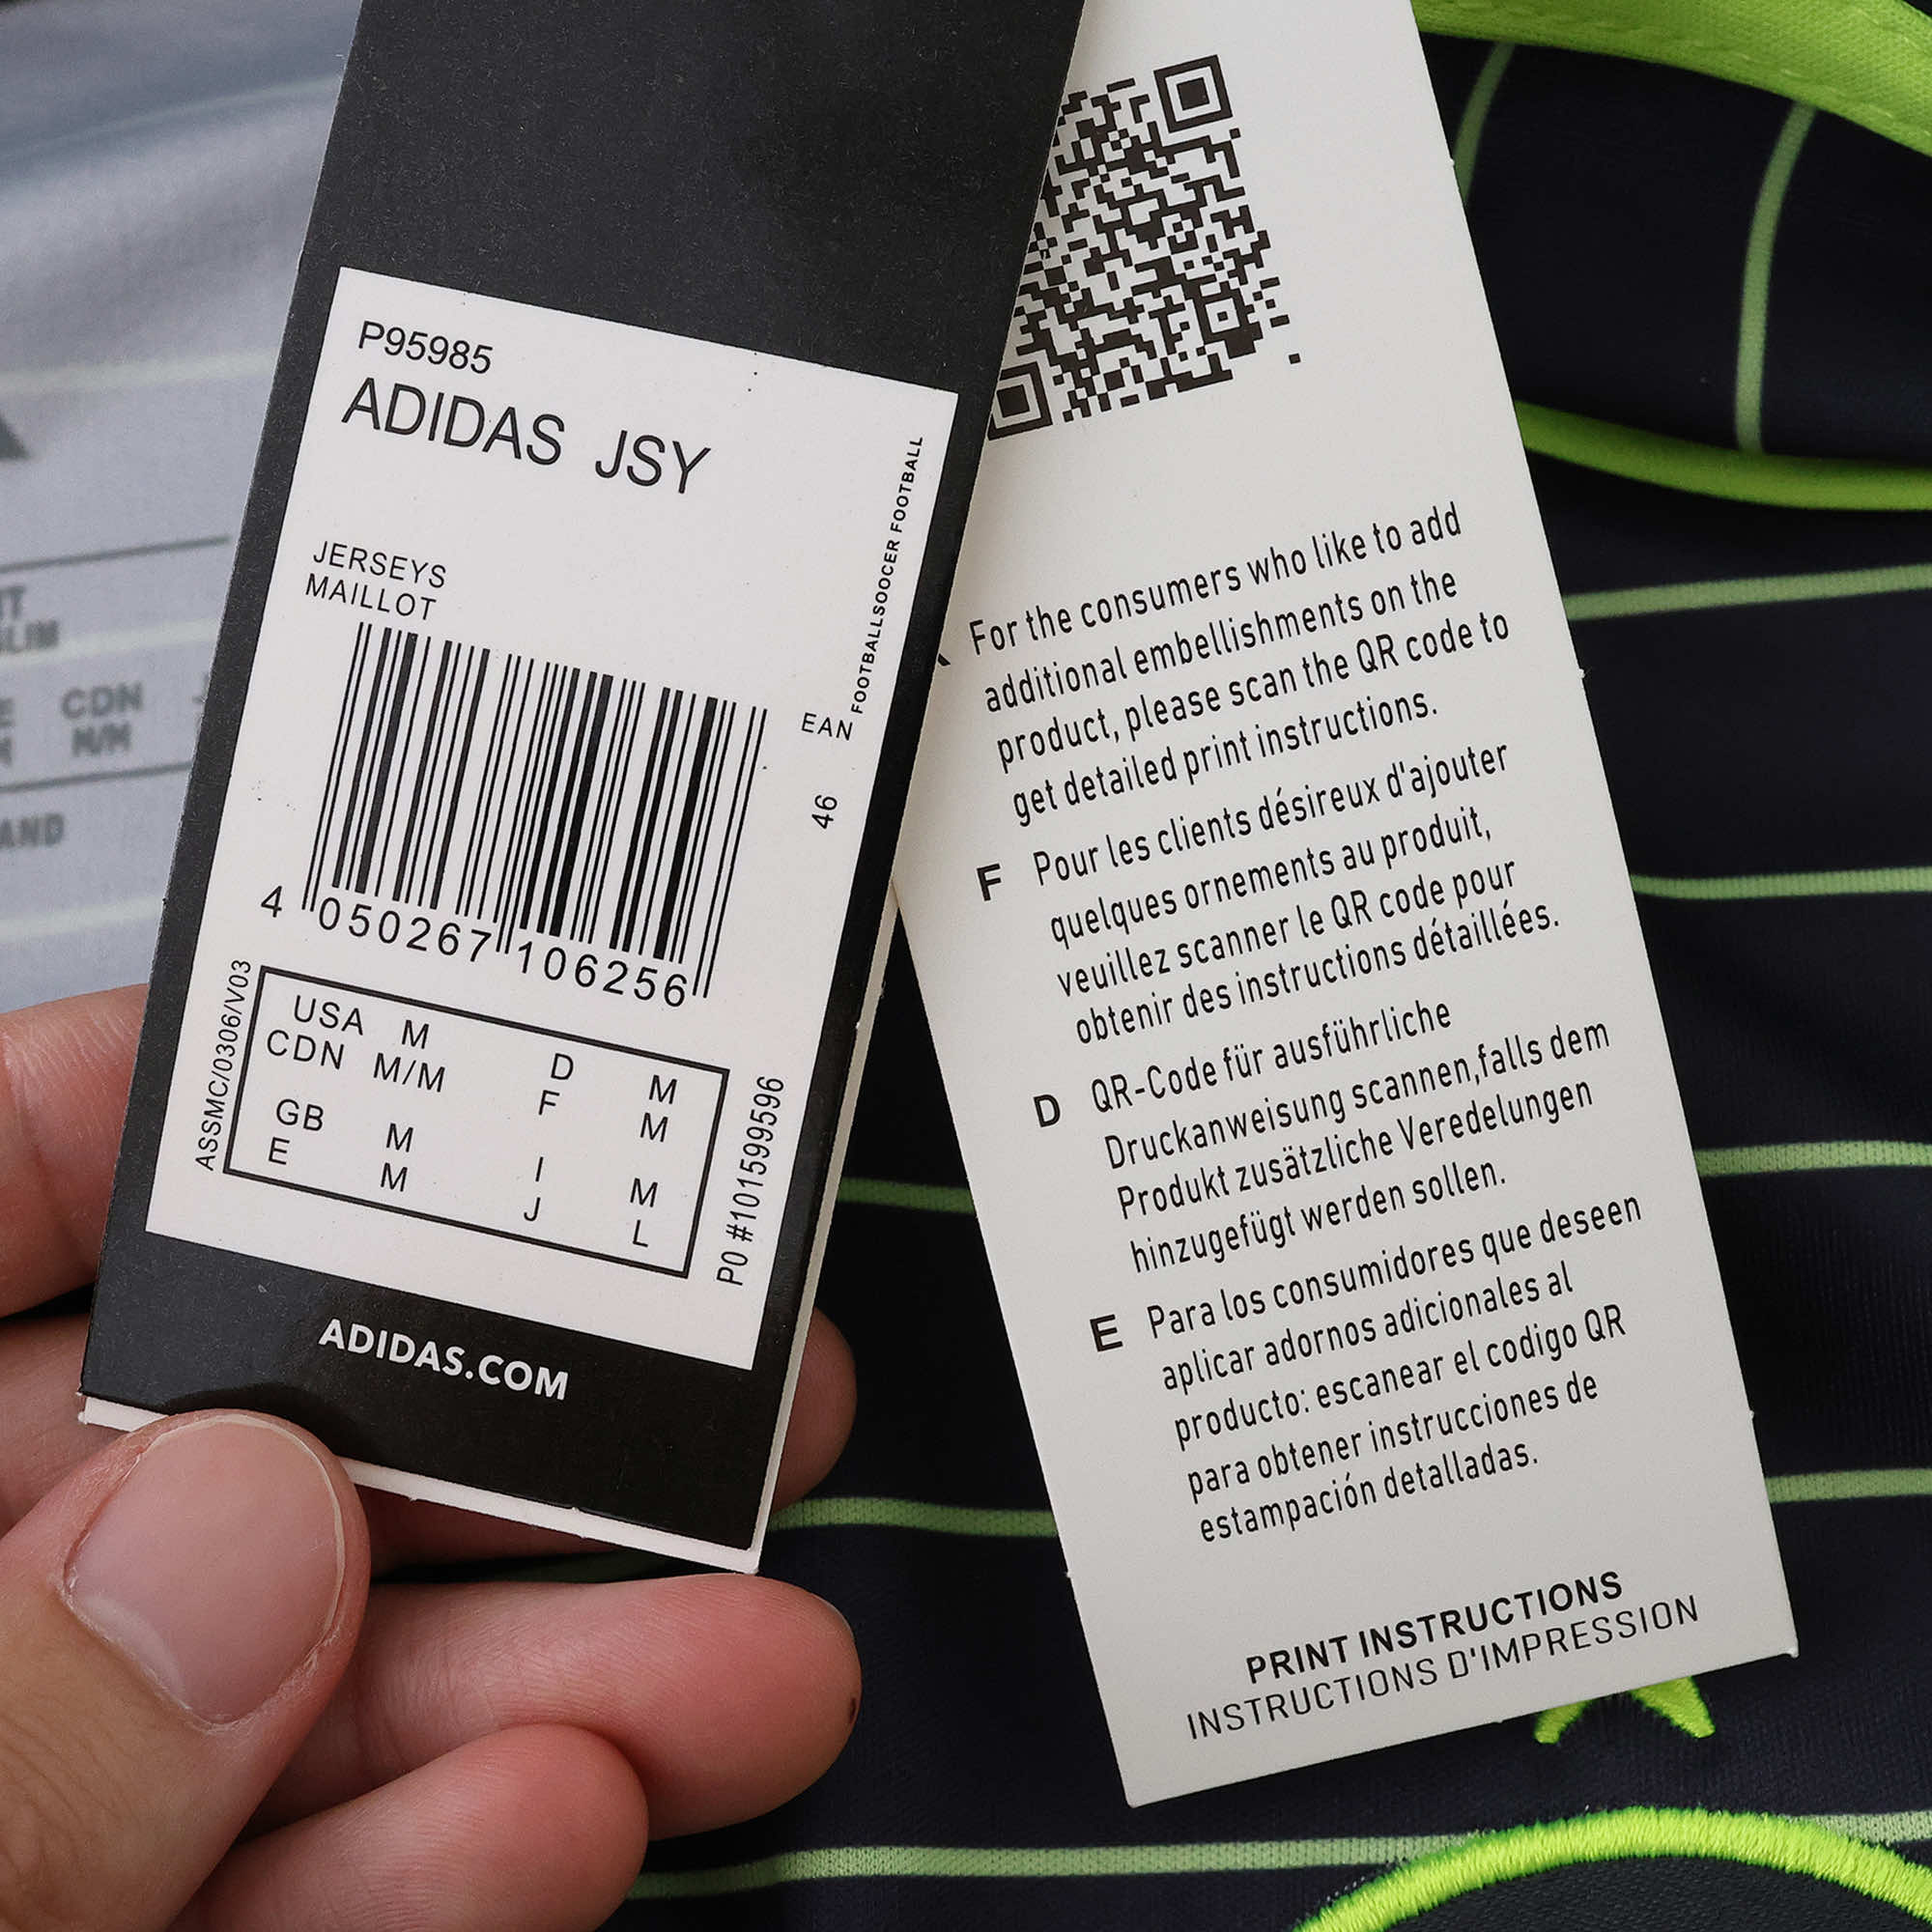 P95985
ADIDAS JSY
JERSEYS
MAILLOT
FOOTBALLSOOCER FOOTBALL
EAN
46
4 050267 106256
ASSMC/0306/V03
USA M D M
CDN M/M F M
GB M I M
E M J L
PO #101599596
ADIDAS.COM
For the consumers who like to add
additional embellishments on the
product, please scan the QR code to
get detailed print instructions.
F Pour les clients désireux d'ajouter
quelques ornements au produit,
veuillez scanner le QR code pour
obtenir des instructions détaillées.
D QR-Code für ausführliche
Druckanweisung scannen,falls dem
Produkt zusätzliche Veredelungen
hinzugefügt werden sollen.
E Para los consumidores que deseen
aplicar adornos adicionales al
producto: escanear el codigo QR
para obtener instrucciones de
estampación detalladas.
PRINT INSTRUCTIONS
INSTRUCTIONS D'IMPRESSION
CDN
M/M